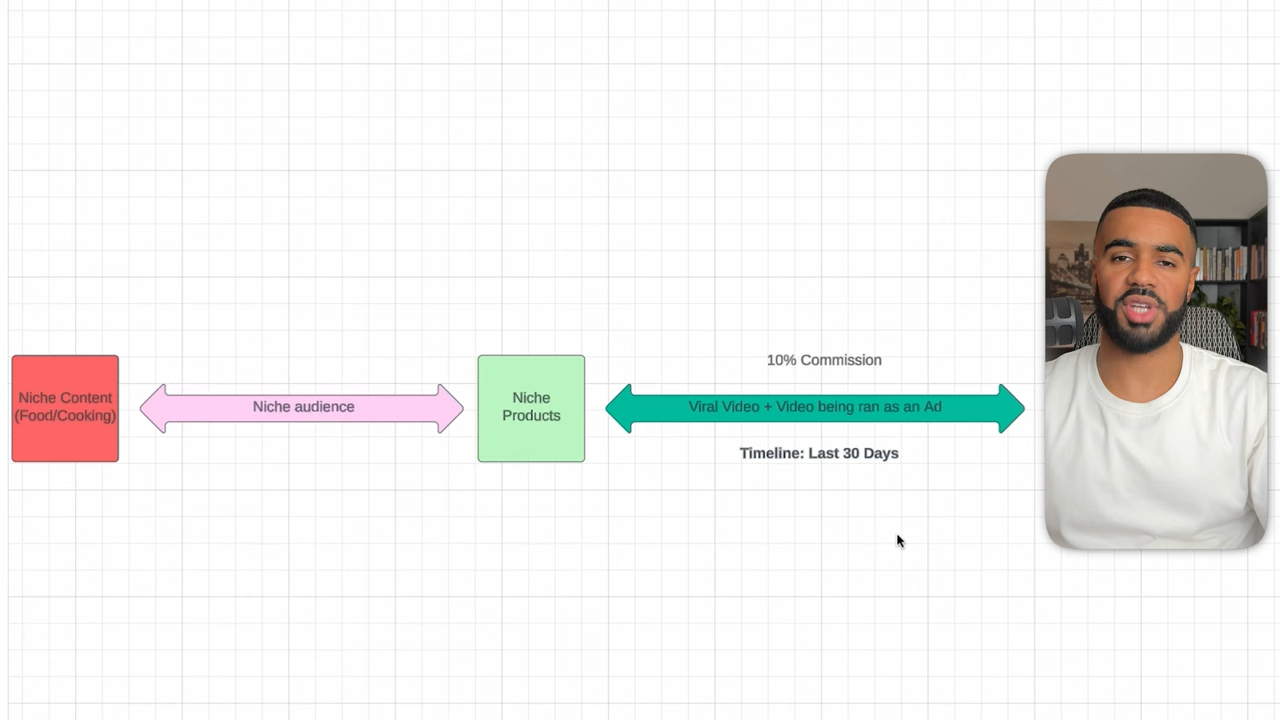 Niche Content
(Food/Cooking)
Niche audience
Niche
Products
10% Commission
Viral Video + Video being ran as an Ad
Timeline: Last 30 Days